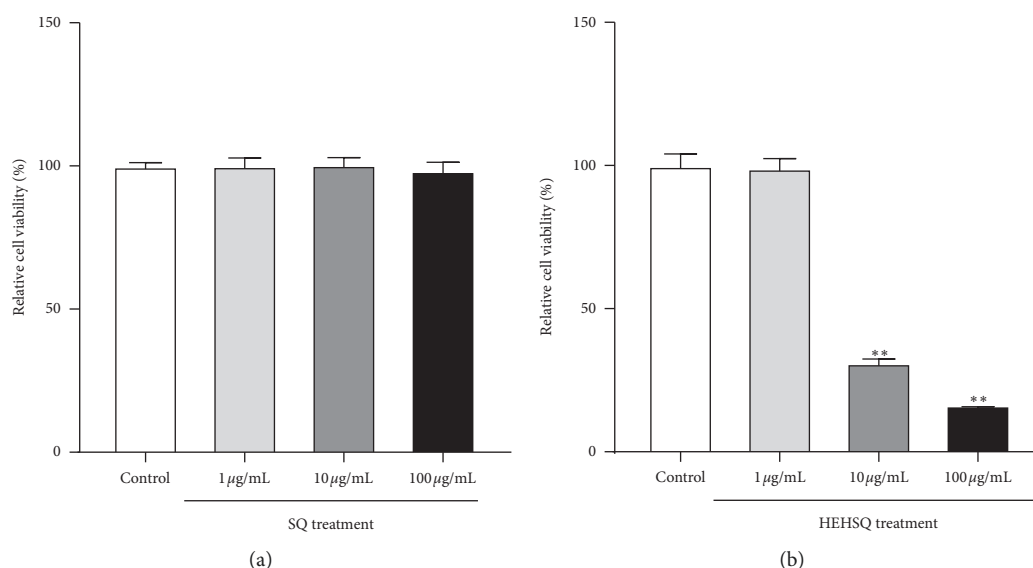 150
100
50
0
Relative cell viability (%)
Control
1 μg/mL
10 μg/mL
100 μg/mL
SQ treatment
(a)
150
100
50
0
Relative cell viability (%)
**
**
Control
1 μg/mL
10 μg/mL
100 μg/mL
HEHSQ treatment
(b)